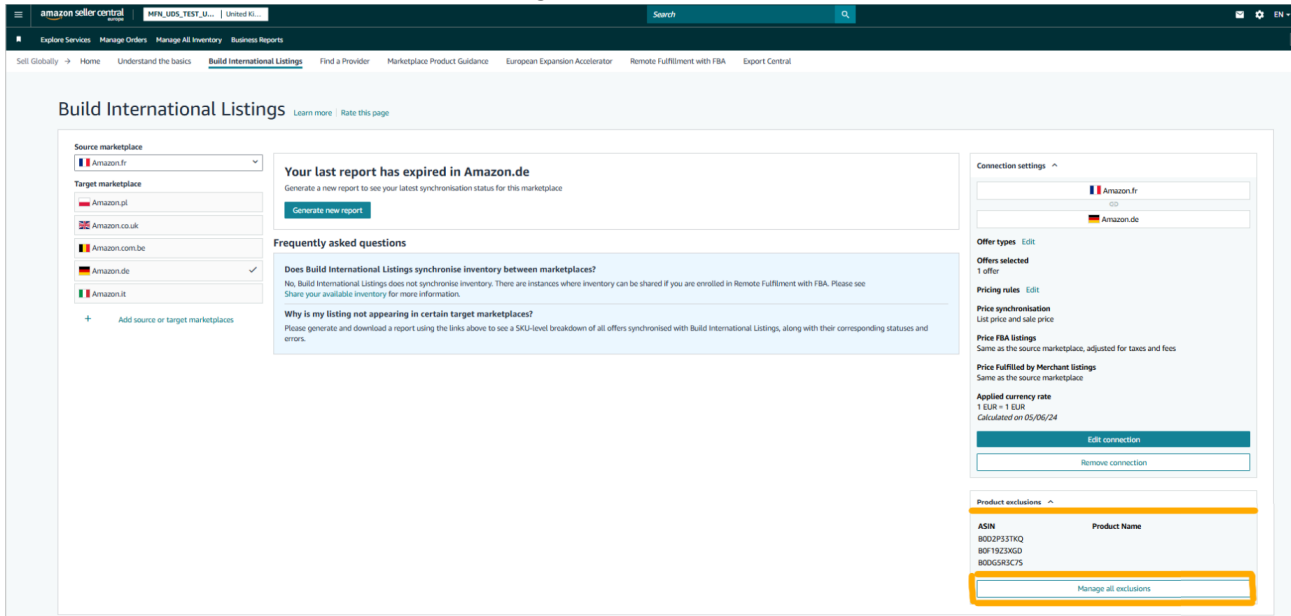 amazon seller central
europe
MFN_UDS_TEST_U... | United Ki...
Search
EN
Explore Services Manage Orders Manage All Inventory Business Reports
Sell Globally → Home Understand the basics Build International Listings Find a Provider Marketplace Product Guidance European Expansion Accelerator Remote Fulfillment with FBA Export Central
Build International Listings Learn more | Rate this page
Source marketplace
Amazon.fr
Target marketplace
Amazon.pl
Amazon.co.uk
Amazon.com.be
Amazon.de
Amazon.it
+ Add source or target marketplaces
Your last report has expired in Amazon.de
Generate a new report to see your latest synchronisation status for this marketplace
Generate new report
Frequently asked questions
Does Build International Listings synchronise inventory between marketplaces?
No, Build International Listings does not synchronise inventory. There are instances where inventory can be shared if you are enrolled in Remote Fulfilment with FBA. Please see
Share your available inventory for more information.
Why is my listing not appearing in certain target marketplaces?
Please generate and download a report using the links above to see a SKU-level breakdown of all offers synchronised with Build International Listings, along with their corresponding statuses and
errors.
Connection settings
Amazon.fr
Amazon.de
Offer types Edit
Offers selected
1 offer
Pricing rules Edit
Price synchronisation
List price and sale price
Price FBA listings
Same as the source marketplace, adjusted for taxes and fees
Price Fulfilled by Merchant listings
Same as the source marketplace
Applied currency rate
1 EUR = 1 EUR
Calculated on 05/06/24
Edit connection
Remove connection
Product exclusions
ASIN Product Name
B0D2P33TKQ
B0F19Z3XGD
B0DG5R3C7S
Manage all exclusions